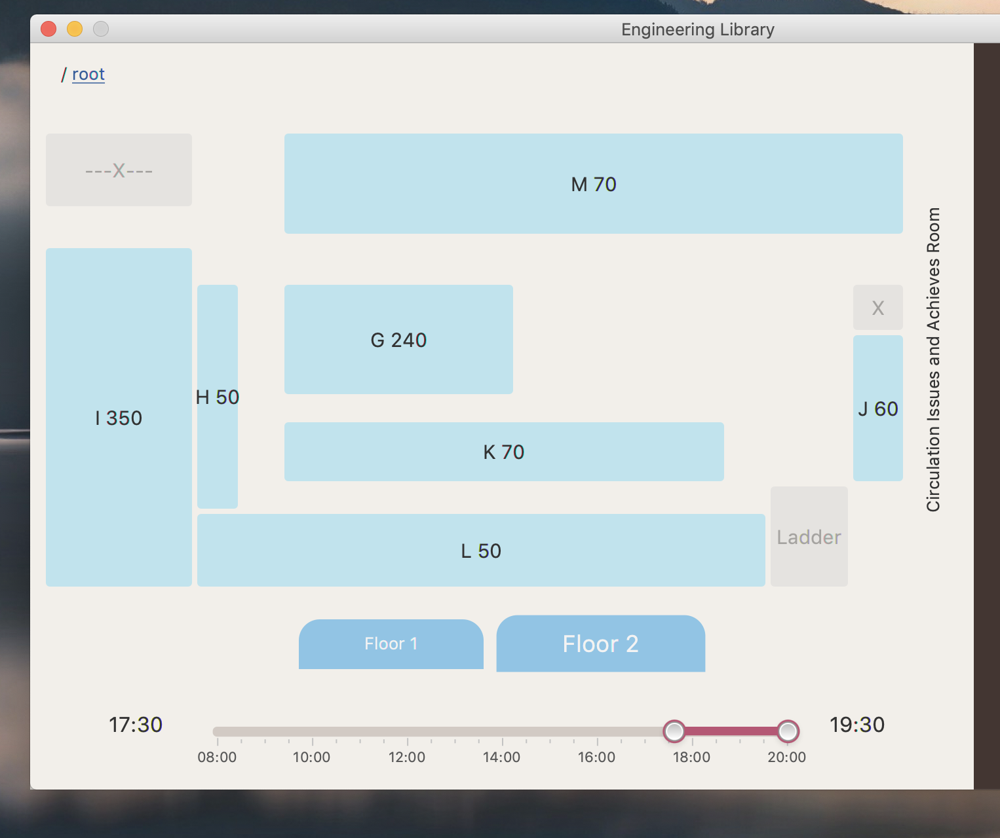 Engineering Library
/ root
---X---
M 70
Circulation Issues and Achieves Room
X
G 240
H 50
I 350
J 60
K 70
Ladder
L 50
Floor 1
Floor 2
17:30
19:30
08:00 10:00 12:00 14:00 16:00 18:00 20:00